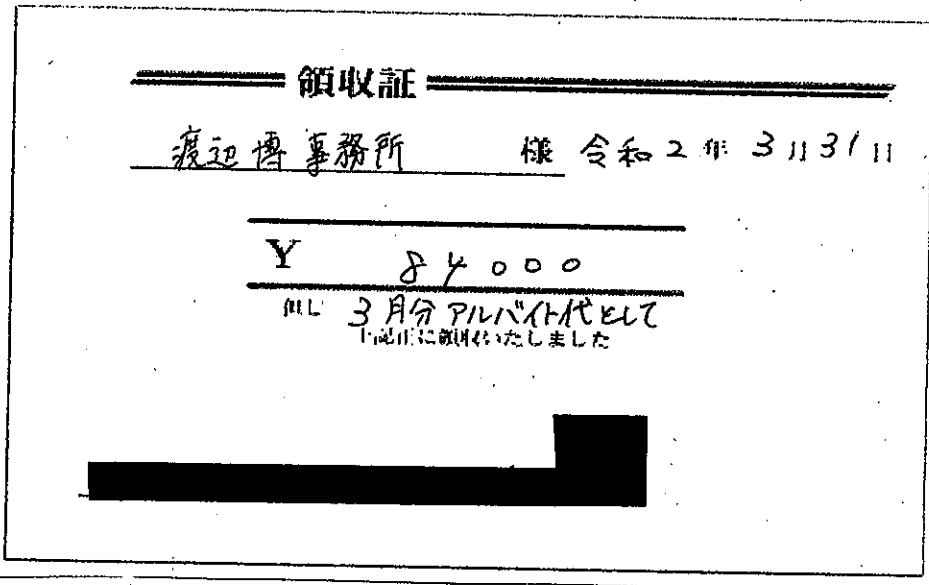 領収証
渡辺博事務所 様 令和2年3月31日
¥ 84000
但し 3月分アルバイト代として
上記正に領収いたしました